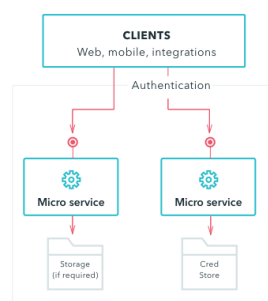 CLIENTS
Web, mobile, integrations
Authentication
Micro service
Micro service
Storage
(if required)
Cred
Store